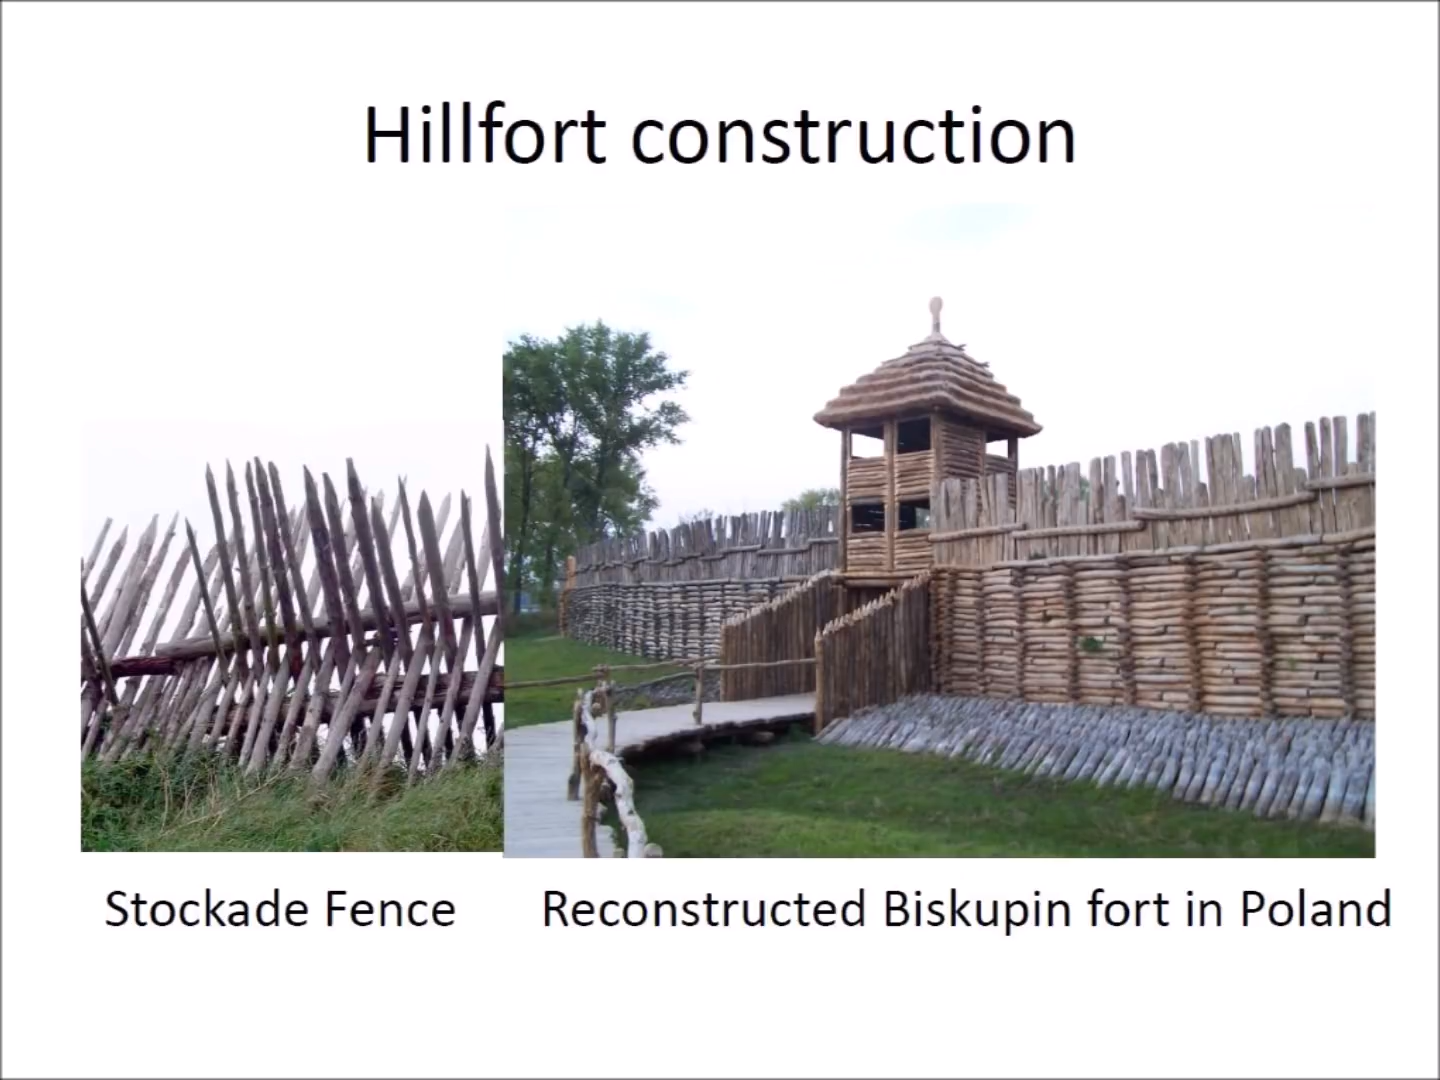 Hillfort construction
Stockade Fence
Reconstructed Biskupin fort in Poland